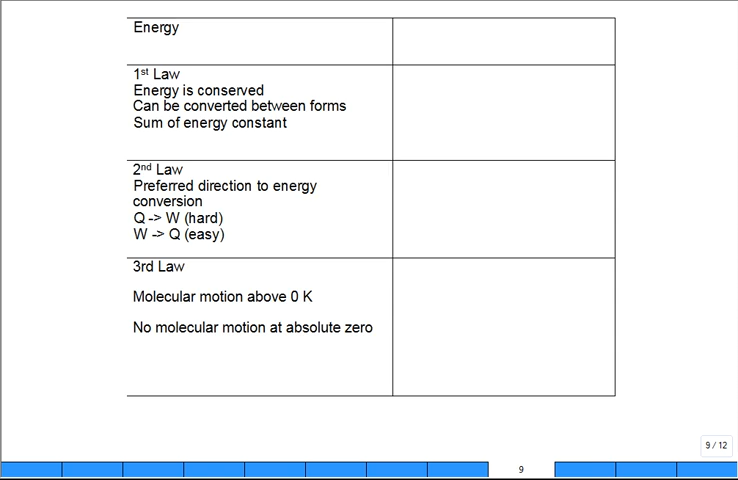 Energy
1st Law
Energy is conserved
Can be converted between forms
Sum of energy constant
2nd Law
Preferred direction to energy
conversion
Q -> W (hard)
W -> Q (easy)
3rd Law
Molecular motion above 0 K
No molecular motion at absolute zero
9 / 12
9